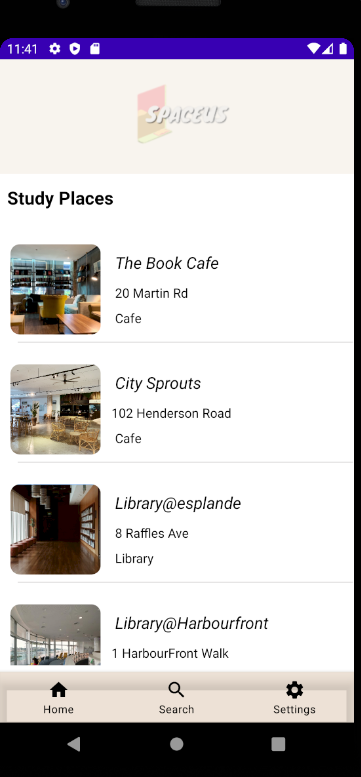 11:41
SPACEUS
Study Places
The Book Cafe
20 Martin Rd
Cafe
City Sprouts
102 Henderson Road
Cafe
Library@esplande
8 Raffles Ave
Library
Library@Harbourfront
1 HarbourFront Walk
Home
Search
Settings